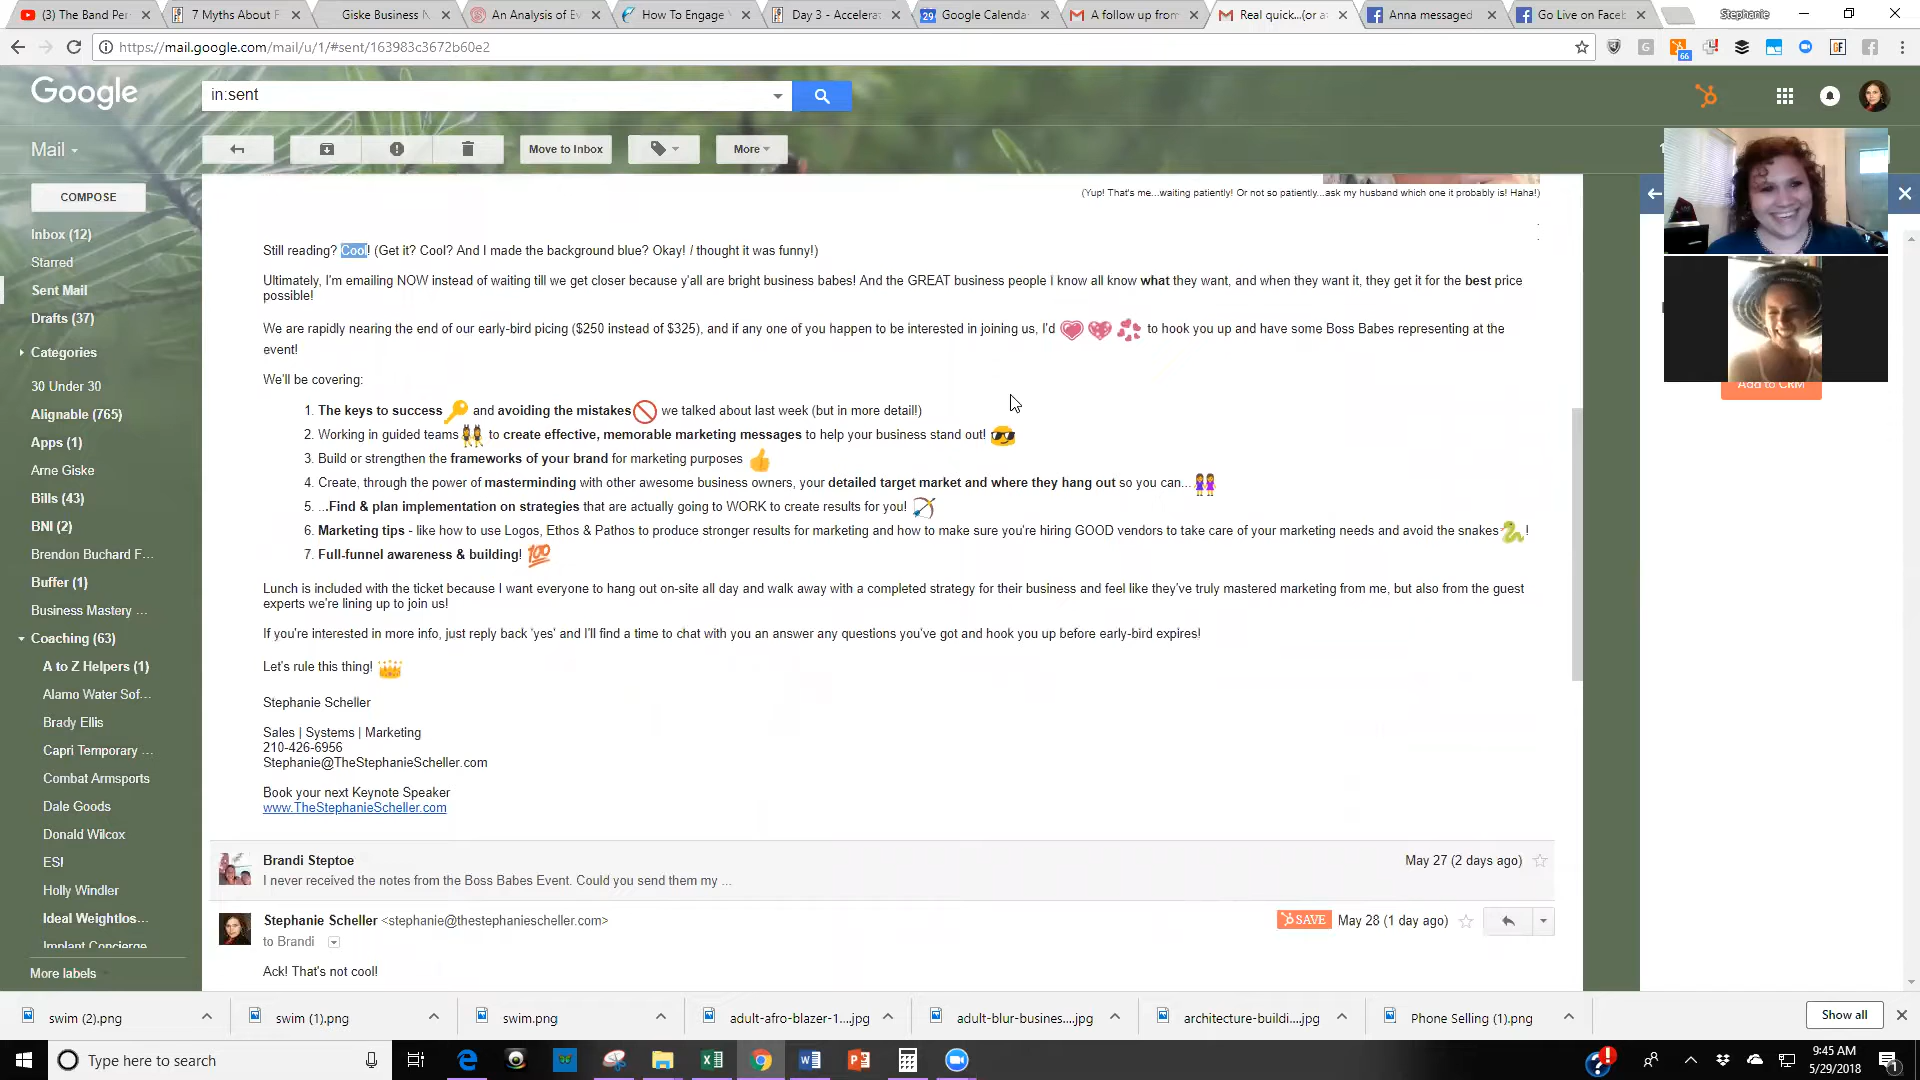 (3) The Band Per
7 Myths About F
Giske Business N
An Analysis of E
How To Engage
Day 3 - Accelerat
Google Calenda
A follow up from
Real quick...(or a
Anna messaged
Go Live on Faceb
Stephanie
https://mail.google.com/mail/u/1/#sent/163983c3672b60e2
66
Google
in:sent
Mail
Move to Inbox
More
COMPOSE
Inbox (12)
Starred
Sent Mail
Drafts (37)
Categories
30 Under 30
Alignable (765)
Apps (1)
Arne Giske
Bills (43)
BNI (2)
Brendon Buchard F...
Buffer (1)
Business Mastery ...
Coaching (63)
A to Z Helpers (1)
Alamo Water Sof...
Brady Ellis
Capri Temporary ...
Combat Armsports
Dale Goods
Donald Wilcox
ESI
Holly Windler
Ideal Weightlos...
Implant Concierge
More labels
(Yup! That's me...waiting patiently! Or not so patiently...ask my husband which one it probably is! Haha!)
Still reading? Cool! (Get it? Cool? And I made the background blue? Okay! I thought it was funny!)
Ultimately, I'm emailing NOW instead of waiting till we get closer because y'all are bright business babes! And the GREAT business people I know all know what they want, and when they want it, they get it for the best price
possible!
We are rapidly nearing the end of our early-bird picing ($250 instead of $325), and if any one of you happen to be interested in joining us, I'd to hook you up and have some Boss Babes representing at the
event!
We'll be covering:
1. The keys to success and avoiding the mistakes we talked about last week (but in more detail!)
2. Working in guided teams to create effective, memorable marketing messages to help your business stand out!
3. Build or strengthen the frameworks of your brand for marketing purposes
4. Create, through the power of masterminding with other awesome business owners, your detailed target market and where they hang out so you can...
5. ...Find & plan implementation on strategies that are actually going to WORK to create results for you!
6. Marketing tips - like how to use Logos, Ethos & Pathos to produce stronger results for marketing and how to make sure you're hiring GOOD vendors to take care of your marketing needs and avoid the snakes !
7. Full-funnel awareness & building! 100
Lunch is included with the ticket because I want everyone to hang out on-site all day and walk away with a completed strategy for their business and feel like they've truly mastered marketing from me, but also from the guest
experts we're lining up to join us!
If you're interested in more info, just reply back 'yes' and I'll find a time to chat with you an answer any questions you've got and hook you up before early-bird expires!
Let's rule this thing!
Stephanie Scheller
Sales | Systems | Marketing
210-426-6956
Stephanie@TheStephanieScheller.com
Book your next Keynote Speaker
www.TheStephanieScheller.com
Brandi Steptoe
May 27 (2 days ago)
I never received the notes from the Boss Babes Event. Could you send them my ...
Stephanie Scheller <stephanie@thestephaniescheller.com>
SAVE
May 28 (1 day ago)
to Brandi
Ack! That's not cool!
Add to CRM
swim (2).png
swim (1).png
swim.png
adult-afro-blazer-1....jpg
adult-blur-busines....jpg
architecture-buildi....jpg
Phone Selling (1).png
Show all
Type here to search
9:45 AM
5/29/2018
1